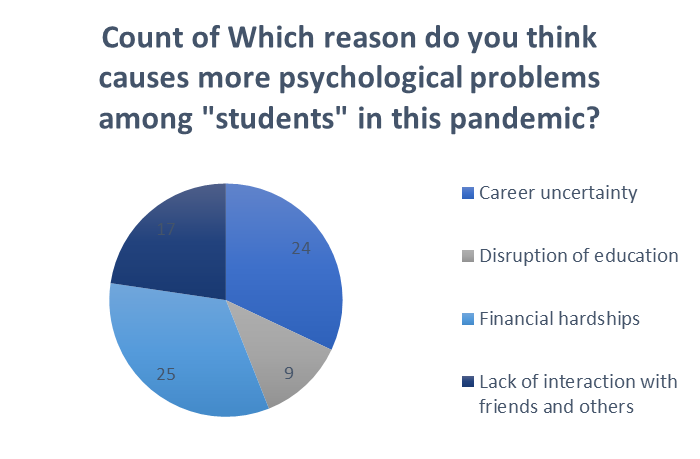 Count of Which reason do you think
causes more psychological problems
among "students" in this pandemic?
17
24
25
9
Career uncertainty
Disruption of education
Financial hardships
Lack of interaction with
friends and others